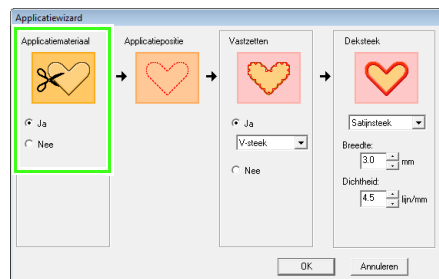 Applicatiewizard
Applicatiemateriaal
Applicatiepositie
Vastzetten
Deksteek
Ja
Nee
Ja
V-steek
Nee
Satijnsteek
Breedte:
3.0 mm
Dichtheid:
4.5 lijn/mm
OK
Annuleren